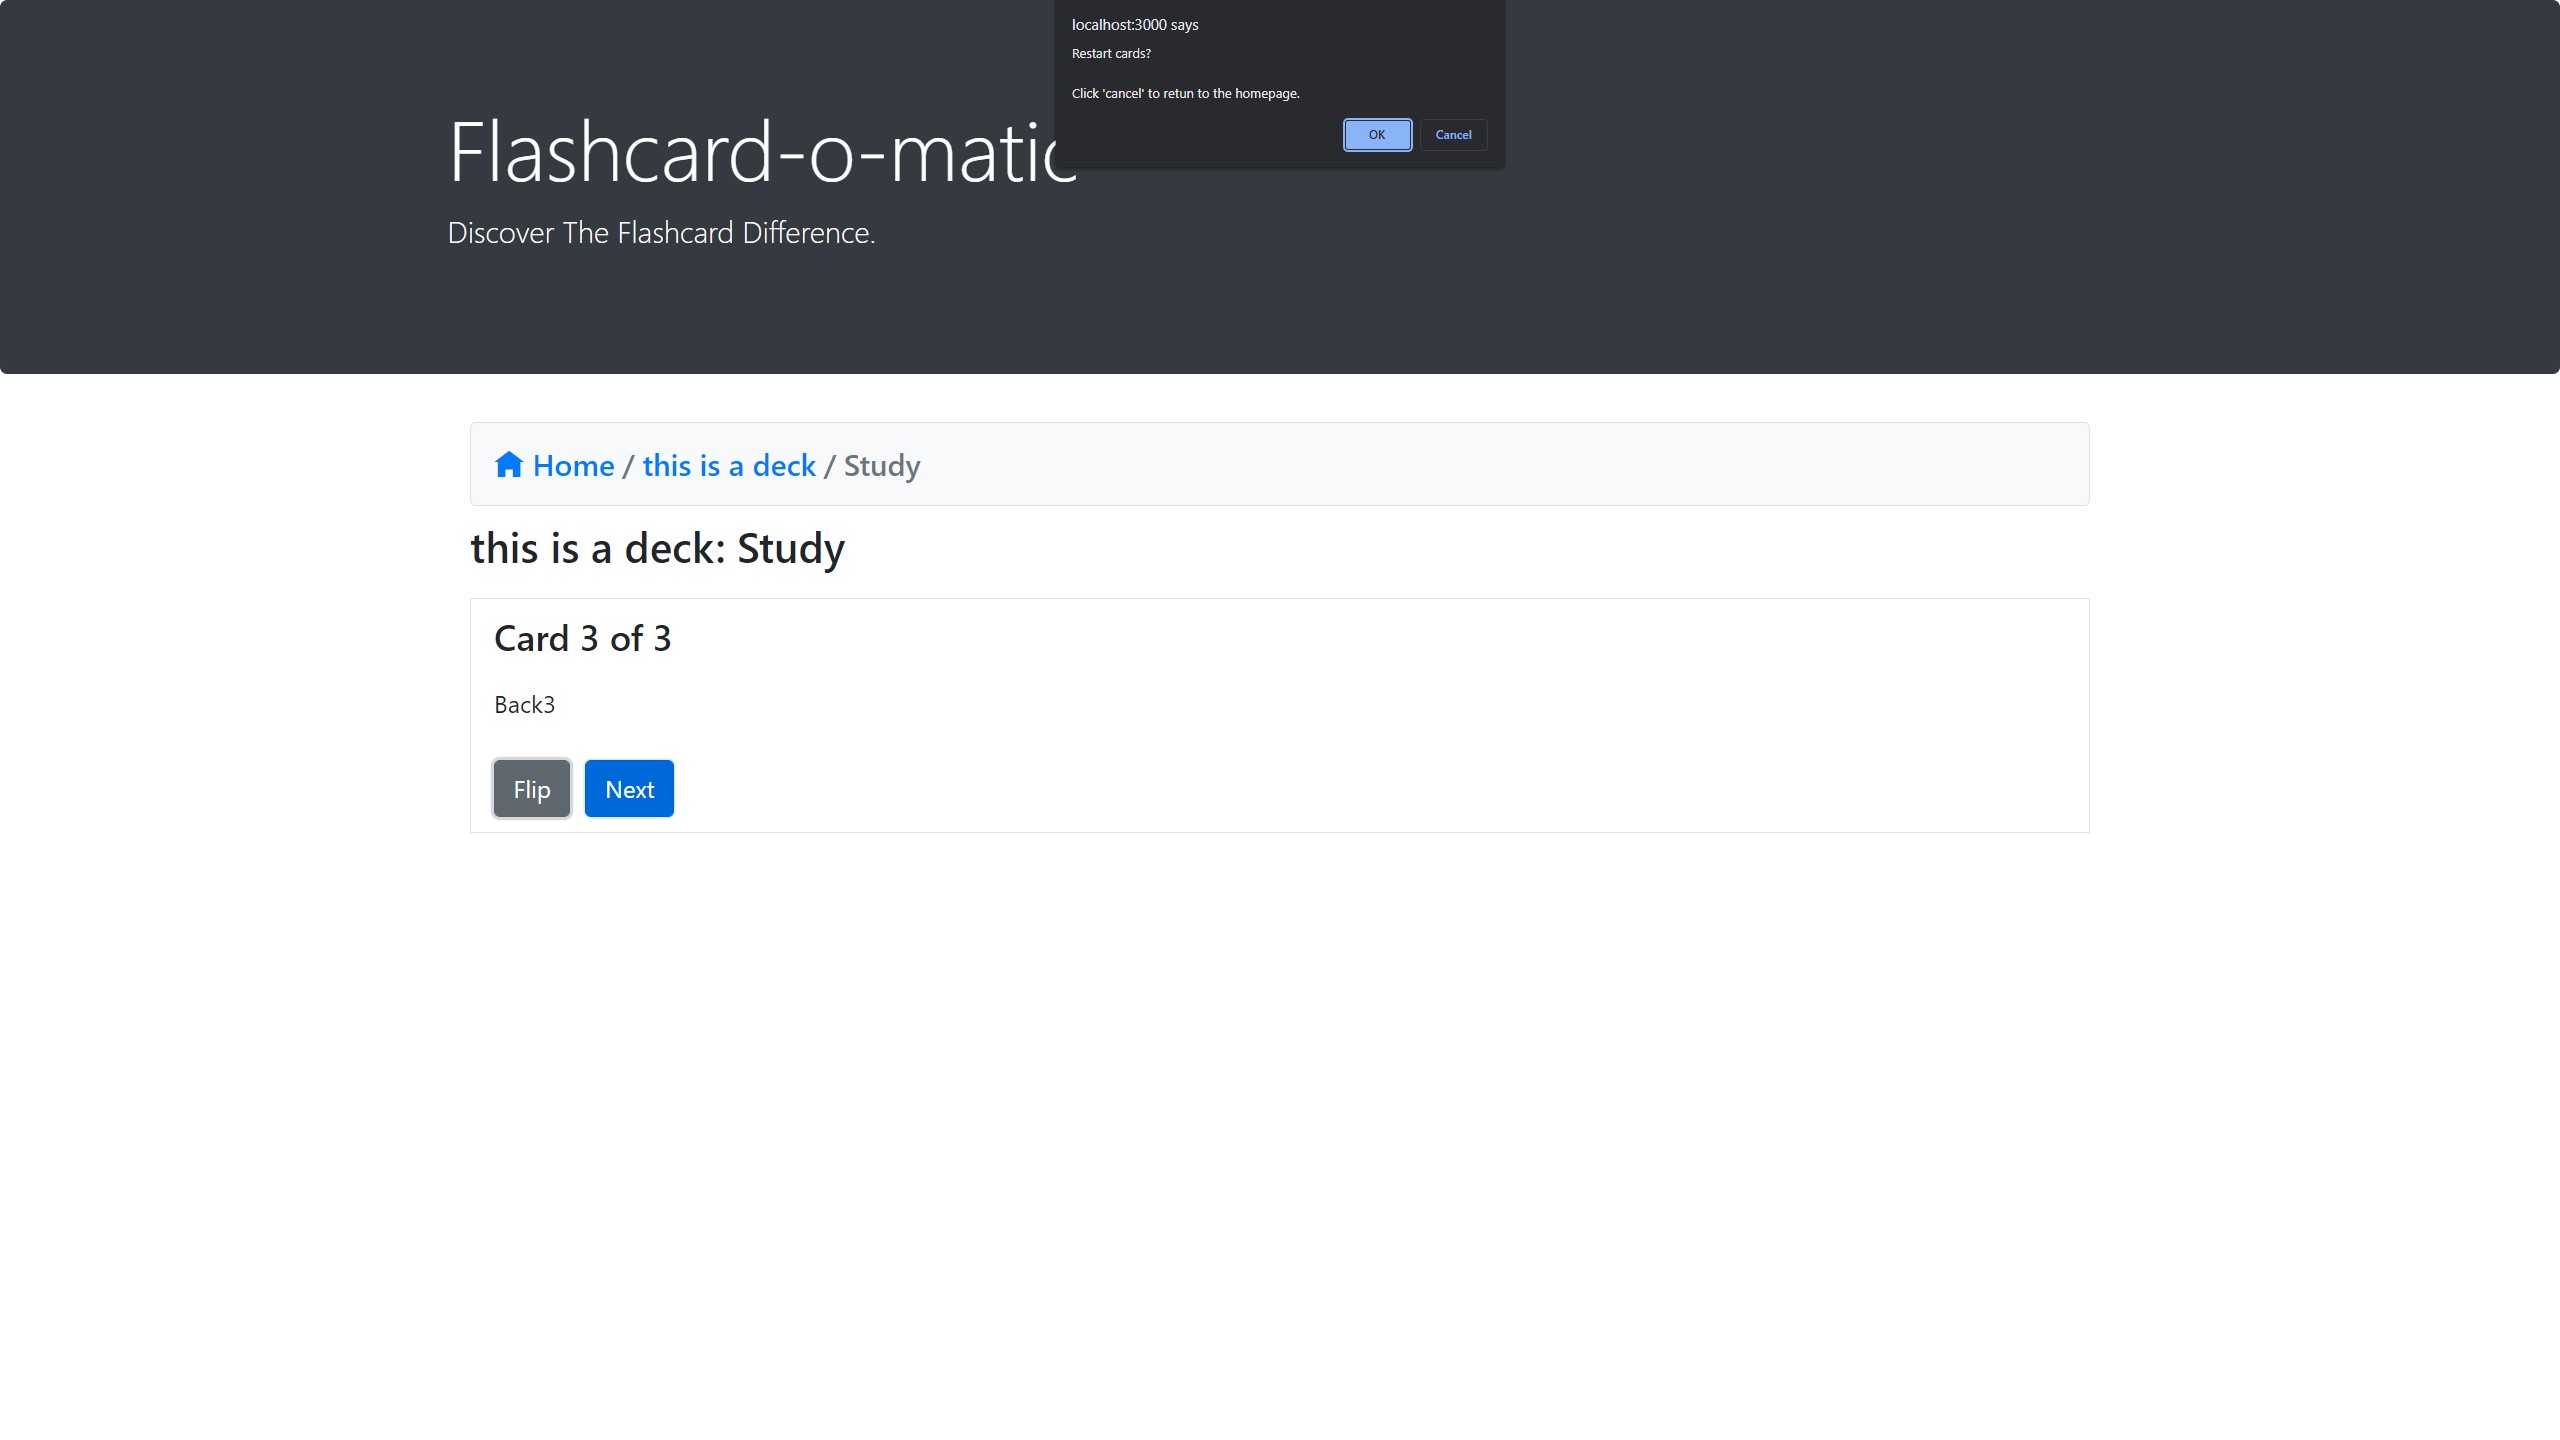 localhost:3000 says
Restart cards?
Click 'cancel' to retun to the homepage.
OK Cancel
Flashcard-o-matic
Discover The Flashcard Difference.
Home / this is a deck / Study
this is a deck: Study
Card 3 of 3
Back3
Flip Next